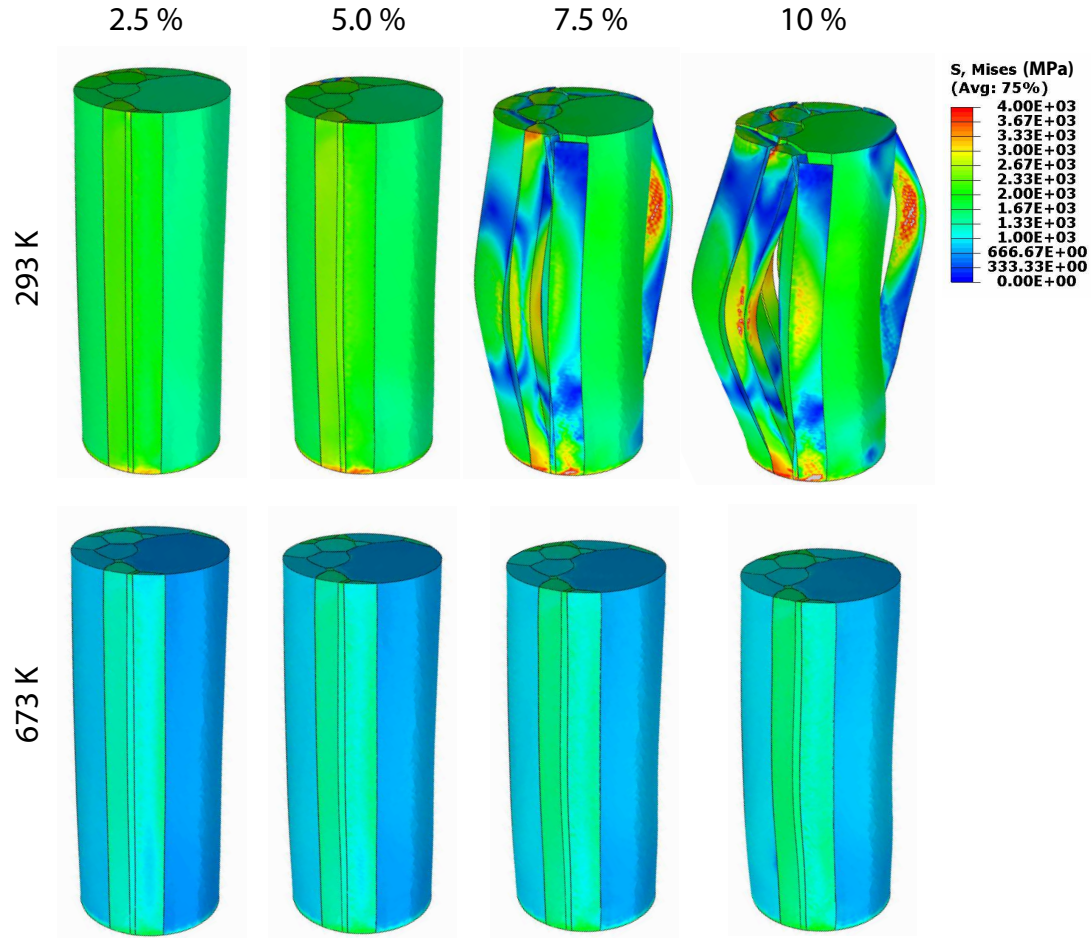 2.5 %
5.0 %
7.5 %
10 %
293 K
673 K
S, Mises (MPa)
(Avg: 75%)
4.00E+03
3.67E+03
3.33E+03
3.00E+03
2.67E+03
2.33E+03
2.00E+03
1.67E+03
1.33E+03
1.00E+03
666.67E+00
333.33E+00
0.00E+00